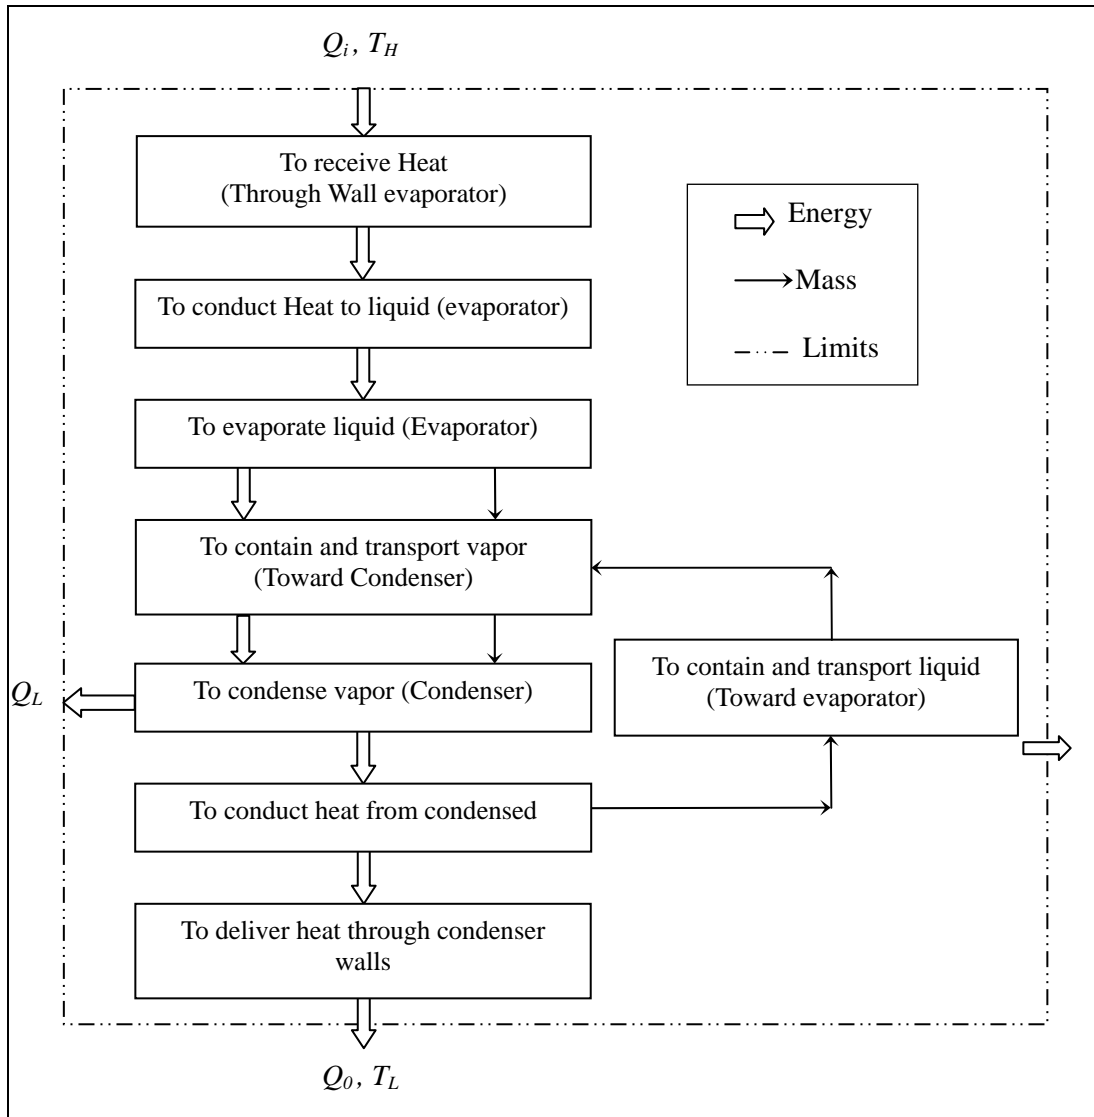 Qi, TH
To receive Heat
(Through Wall evaporator)
Energy
To conduct Heat to liquid (evaporator)
Mass
Limits
To evaporate liquid (Evaporator)
To contain and transport vapor
(Toward Condenser)
To contain and transport liquid
(Toward evaporator)
QL
To condense vapor (Condenser)
To conduct heat from condensed
To deliver heat through condenser
walls
Q0, TL